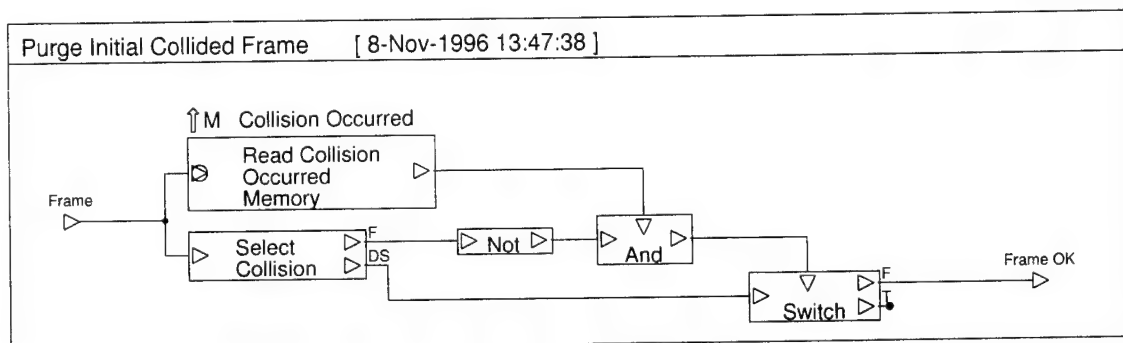 Purge Initial Collided Frame [ 8-Nov-1996 13:47:38 ]
⇧M Collision Occurred
Read Collision
Occurred
Memory
Frame
Select
Collision
F
DS
Not
And
Switch
F
T
Frame OK